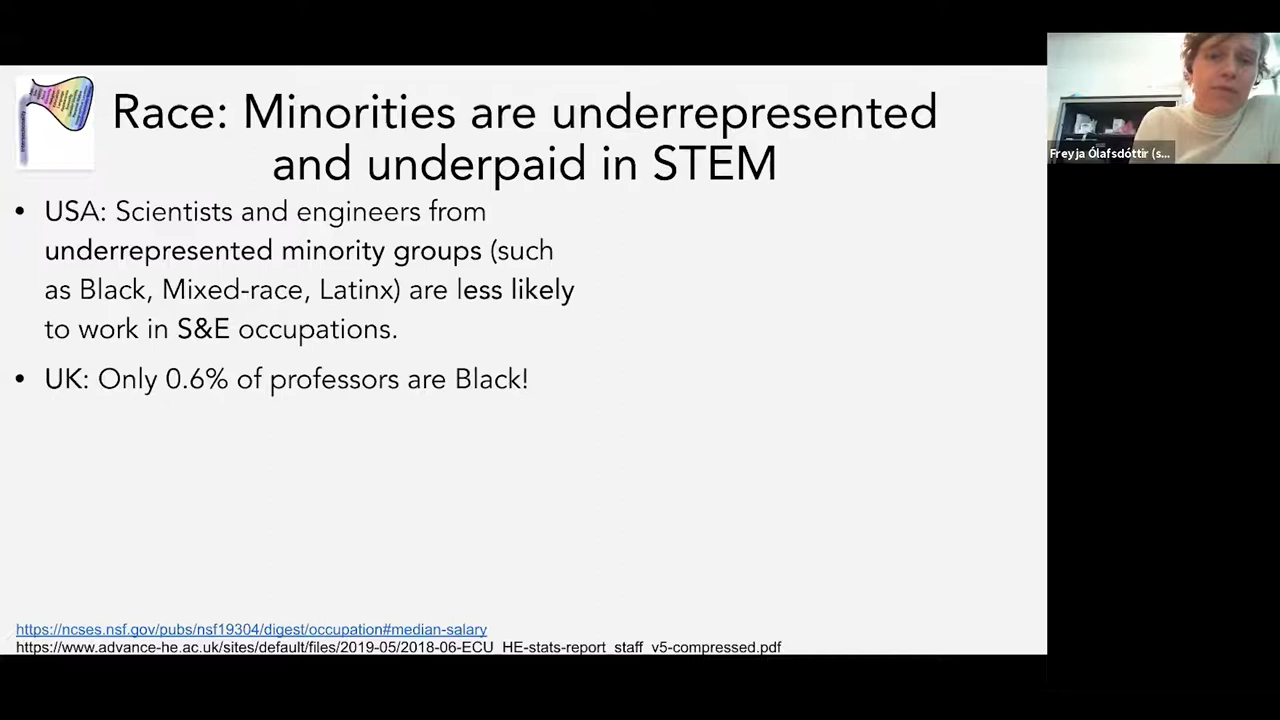 Race: Minorities are underrepresented
and underpaid in STEM
• USA: Scientists and engineers from
underrepresented minority groups (such
as Black, Mixed-race, Latinx) are less likely
to work in S&E occupations.
• UK: Only 0.6% of professors are Black!
https://ncses.nsf.gov/pubs/nsf19304/digest/occupation#median-salary
https://www.advance-he.ac.uk/sites/default/files/2019-05/2018-06-ECU_HE-stats-report_staff_v5-compressed.pdf
Freyja Ólafsdóttir (s...